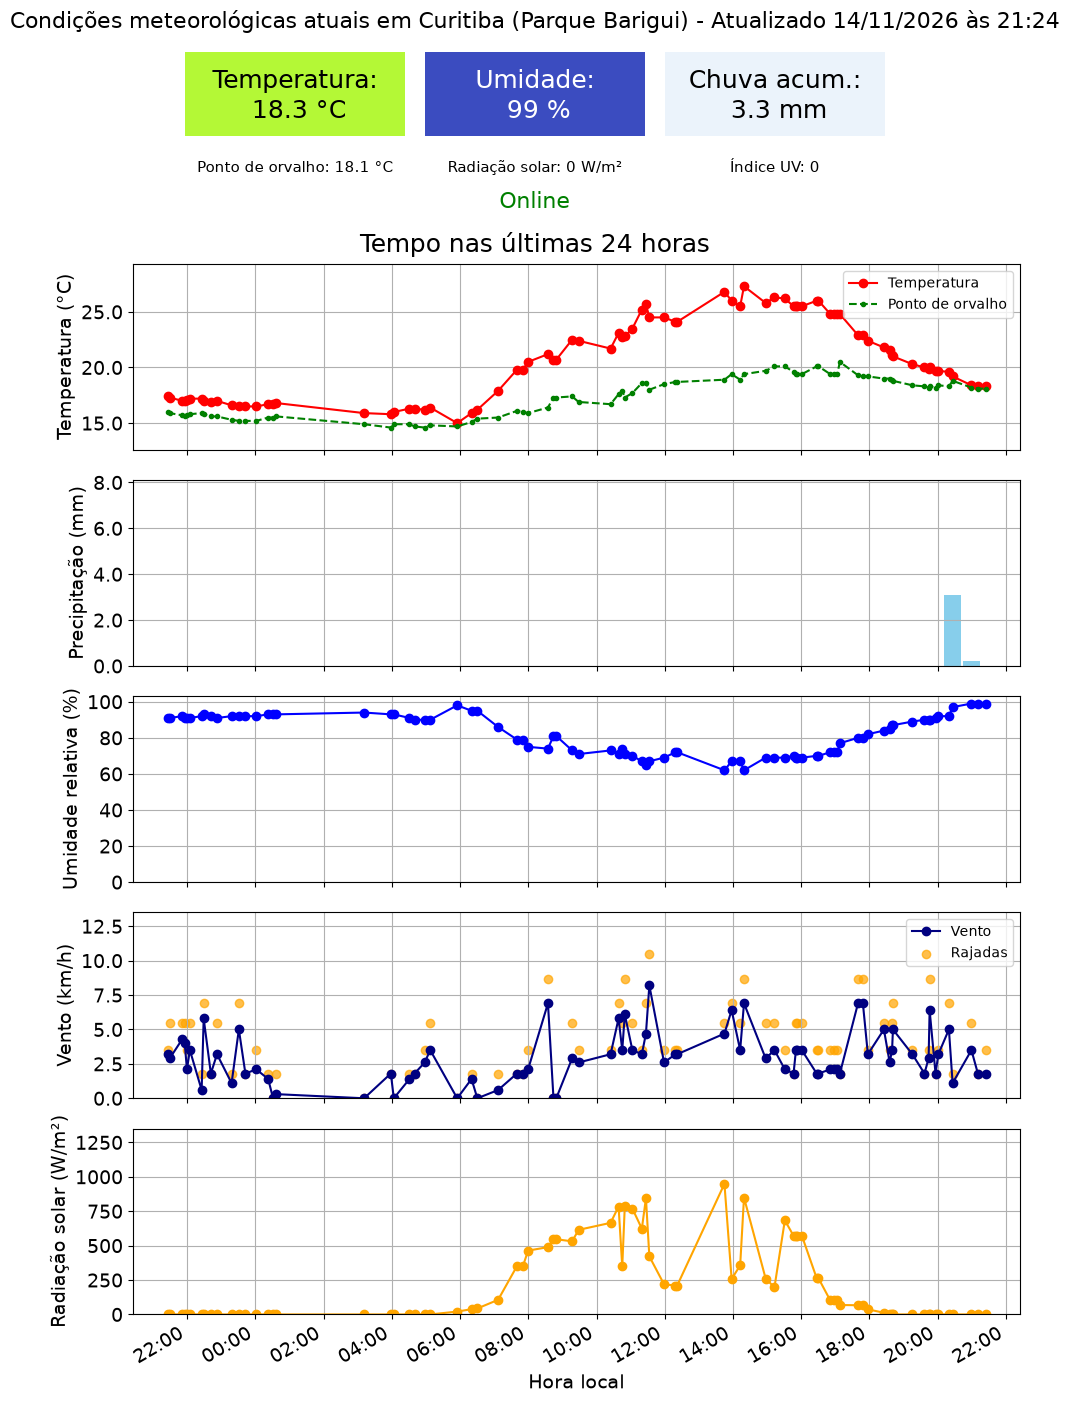 Condições meteorológicas atuais em Curitiba (Parque Barigui) - Atualizado 14/11/2026 às 21:24
Temperatura:
18.3 °C
Umidade:
99 %
Chuva acum.:
3.3 mm
Ponto de orvalho: 18.1 °C
Radiação solar: 0 W/m²
Índice UV: 0
Online
Tempo nas últimas 24 horas
Temperatura (°C)
25.0
20.0
15.0
Temperatura
Ponto de orvalho
Precipitação (mm)
8.0
6.0
4.0
2.0
0.0
Umidade relativa (%)
100
80
60
40
20
0
Vento (km/h)
12.5
10.0
7.5
5.0
2.5
0.0
Vento
Rajadas
Radiação solar (W/m²)
1250
1000
750
500
250
0
22:00
00:00
02:00
04:00
06:00
08:00
10:00
12:00
14:00
16:00
18:00
20:00
22:00
Hora local